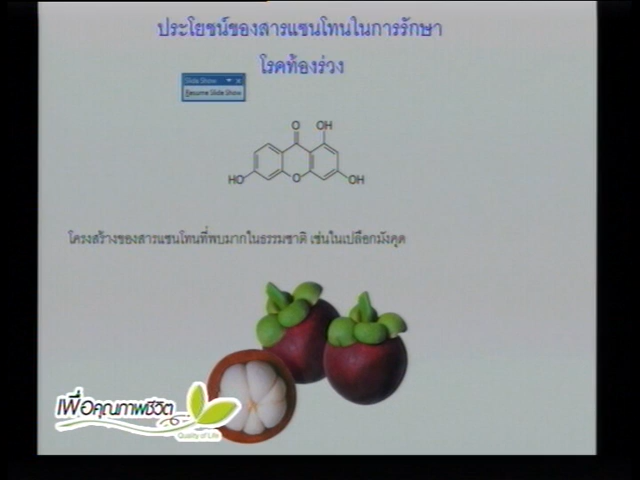 ประโยชน์ของสารแซนโทนในการรักษา
โรคท้องร่วง
Slide Show
Resume Slide Show
O
OH
HO
O
OH
โครงสร้างของสารแซนโทนที่พบมากในธรรมชาติ เช่นในเปลือกมังคุด
เพื่อคุณภาพชีวิต
Quality of Life